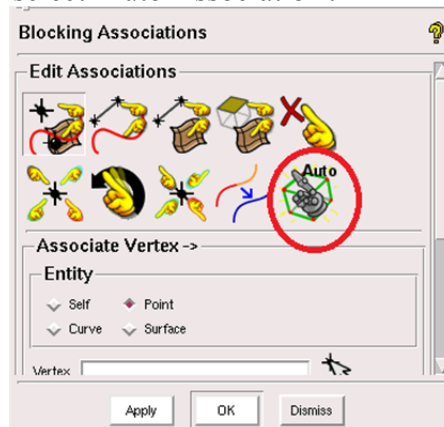 Blocking Associations
Edit Associations
Auto
Associate Vertex ->
Entity
Self Point
Curve Surface
Vertex
Apply OK Dismiss